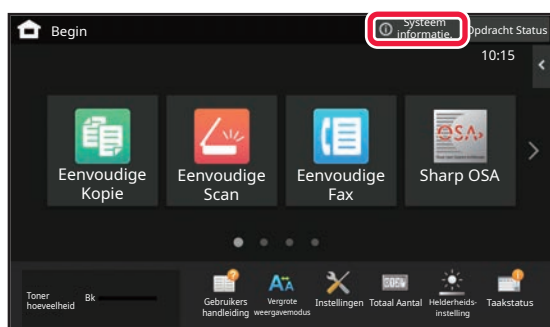 Begin
Systeem
informatie.
Opdracht Status
10:15
Eenvoudige
Kopie
Eenvoudige
Scan
Eenvoudige
Fax
OSA
Sharp OSA
Toner
hoeveelheid
Bk
Gebruikers
handleiding
Vergrote
weergavemodus
Instellingen
Totaal Aantal
Helderheids-
instelling
Taakstatus